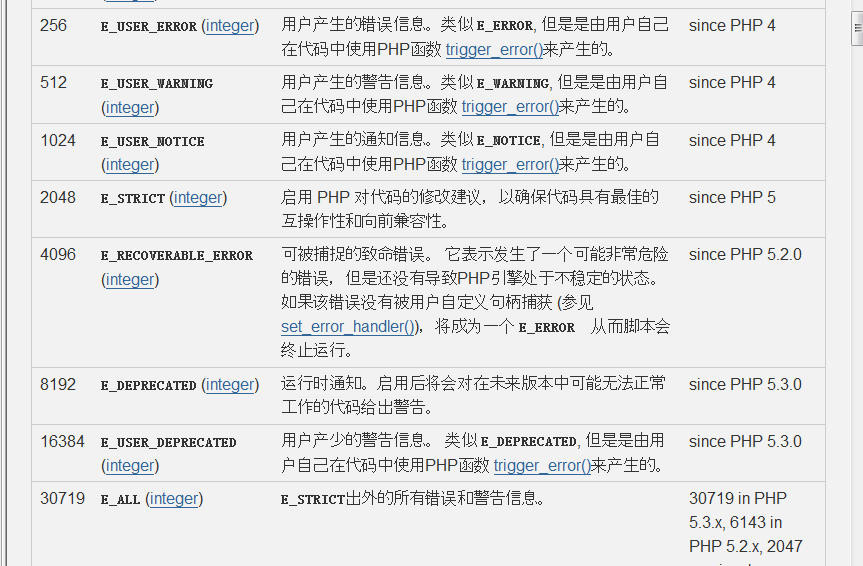 256 E_USER_ERROR (integer) 用户产生的错误信息。类似 E_ERROR, 但是是由用户自己 since PHP 4
在代码中使用PHP函数 trigger_error()来产生的。
512 E_USER_WARNING 用户产生的警告信息。类似 E_WARNING, 但是是由用户自 since PHP 4
(integer) 己在代码中使用PHP函数 trigger_error()来产生的。
1024 E_USER_NOTICE 用户产生的通知信息。类似 E_NOTICE, 但是是由用户自 since PHP 4
(integer) 己在代码中使用PHP函数 trigger_error()来产生的。
2048 E_STRICT (integer) 启用 PHP 对代码的修改建议，以确保代码具有最佳的 since PHP 5
互操作性和向前兼容性。
4096 E_RECOVERABLE_ERROR 可被捕捉的致命错误。 它表示发生了一个可能非常危险 since PHP 5.2.0
(integer) 的错误，但是还没有导致PHP引擎处于不稳定的状态。
如果该错误没有被用户自定义句柄捕获 (参见
set_error_handler())，将成为一个 E_ERROR 从而脚本会
终止运行。
8192 E_DEPRECATED (integer) 运行时通知。启用后将会对在未来版本中可能无法正常 since PHP 5.3.0
工作的代码给出警告。
16384 E_USER_DEPRECATED 用户产少的警告信息。 类似 E_DEPRECATED, 但是是由用 since PHP 5.3.0
(integer) 户自己在代码中使用PHP函数 trigger_error()来产生的。
30719 E_ALL (integer) E_STRICT出外的所有错误和警告信息。 30719 in PHP
5.3.x, 6143 in
PHP 5.2.x, 2047